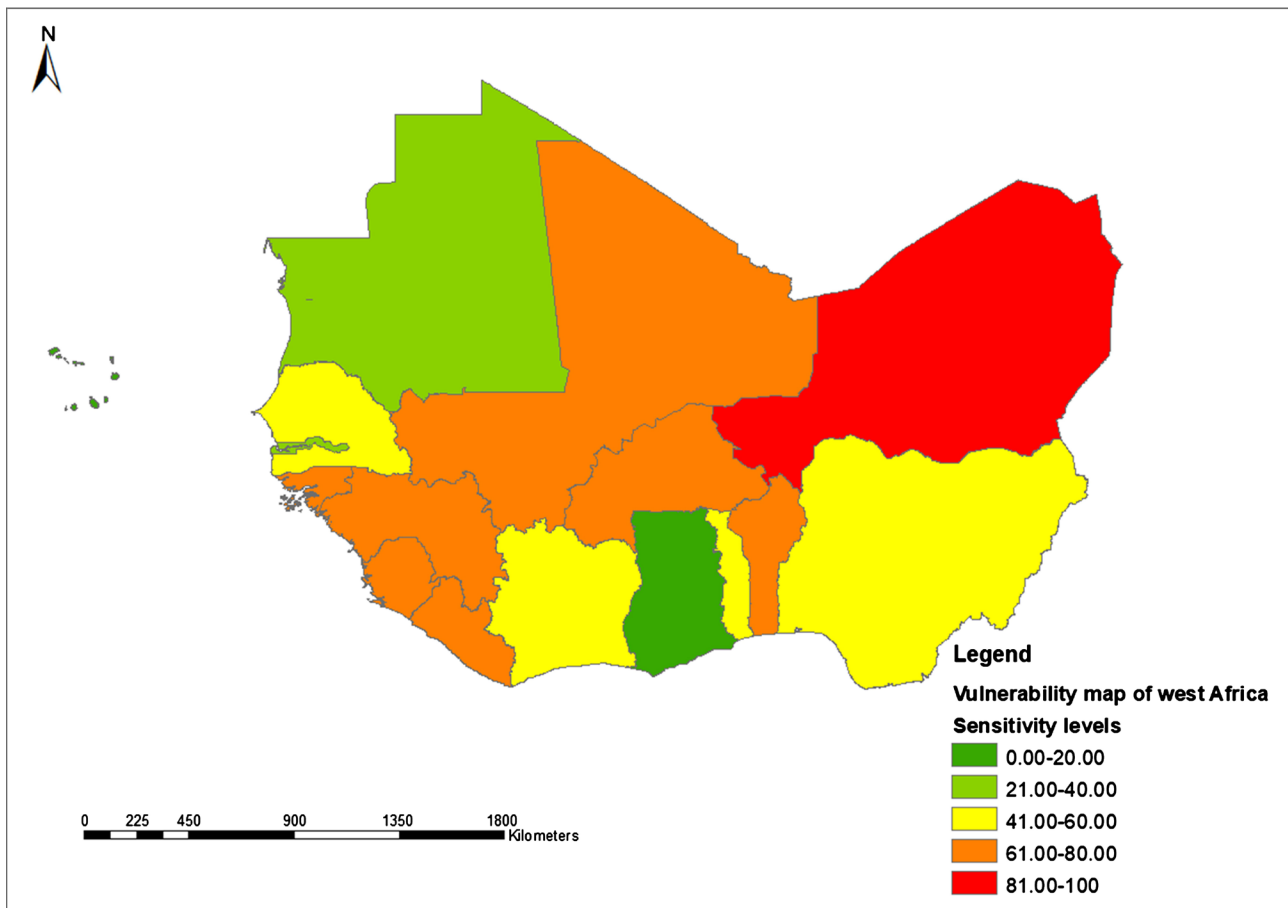 N
Legend
Vulnerability map of west Africa
Sensitivity levels
0.00-20.00
21.00-40.00
41.00-60.00
61.00-80.00
81.00-100
0 225 450 900 1350 1800
Kilometers